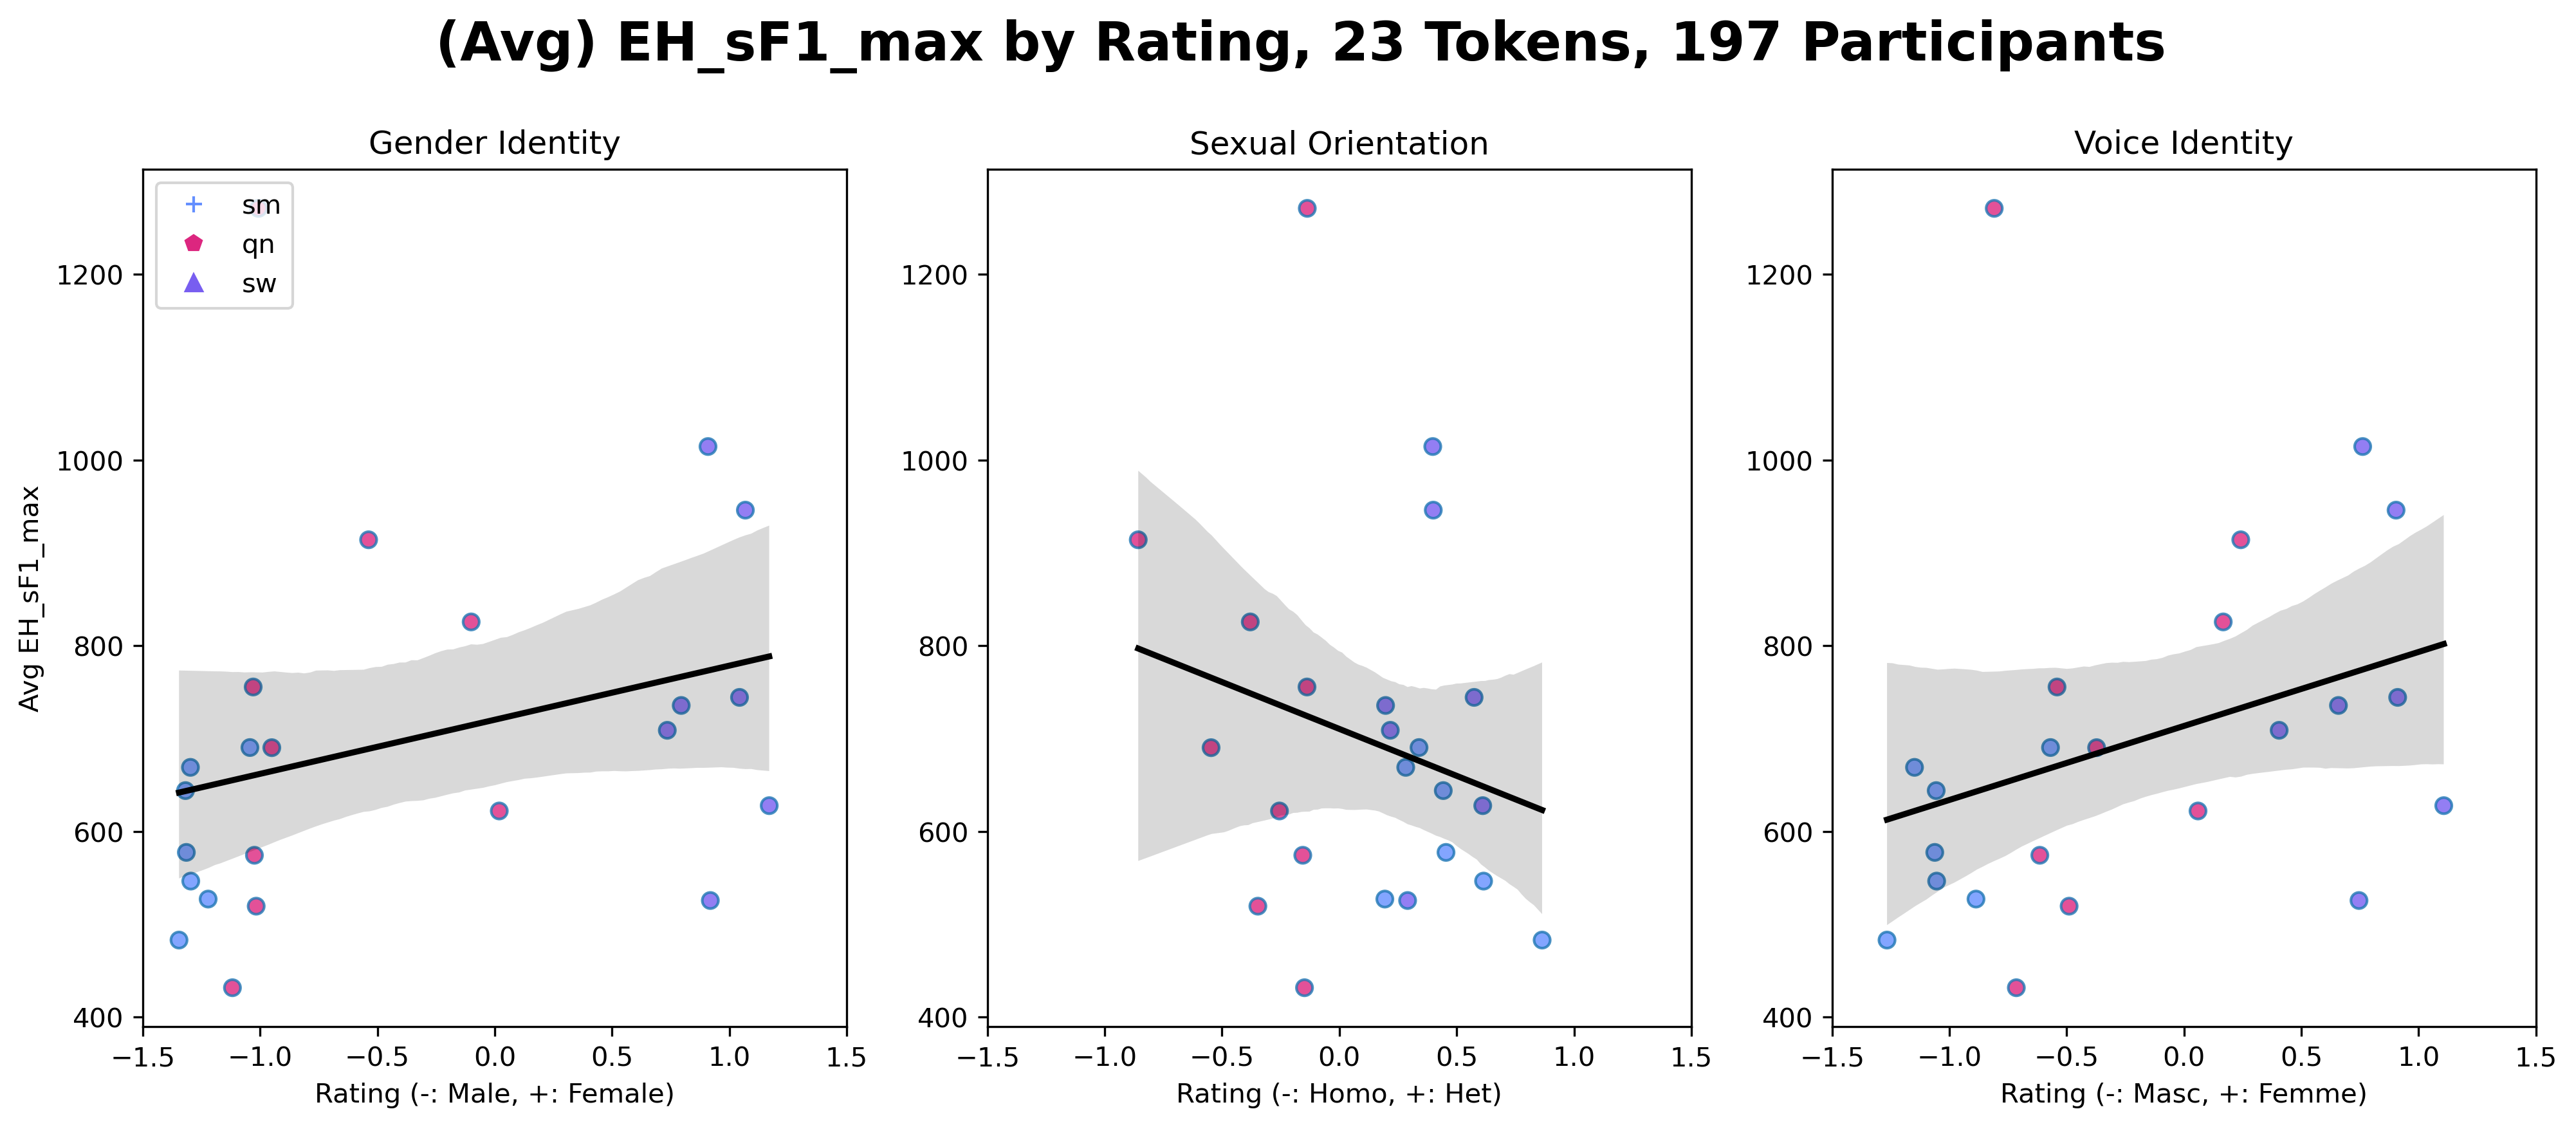 (Avg) EH_sF1_max by Rating, 23 Tokens, 197 Participants
Gender Identity
Sexual Orientation
Voice Identity
sm
qn
sw
Avg EH_sF1_max
1200
1000
800
600
400
1200
1000
800
600
400
1200
1000
800
600
400
−1.5 −1.0 −0.5 0.0 0.5 1.0 1.5
−1.5 −1.0 −0.5 0.0 0.5 1.0 1.5
−1.5 −1.0 −0.5 0.0 0.5 1.0 1.5
Rating (-: Male, +: Female)
Rating (-: Homo, +: Het)
Rating (-: Masc, +: Femme)